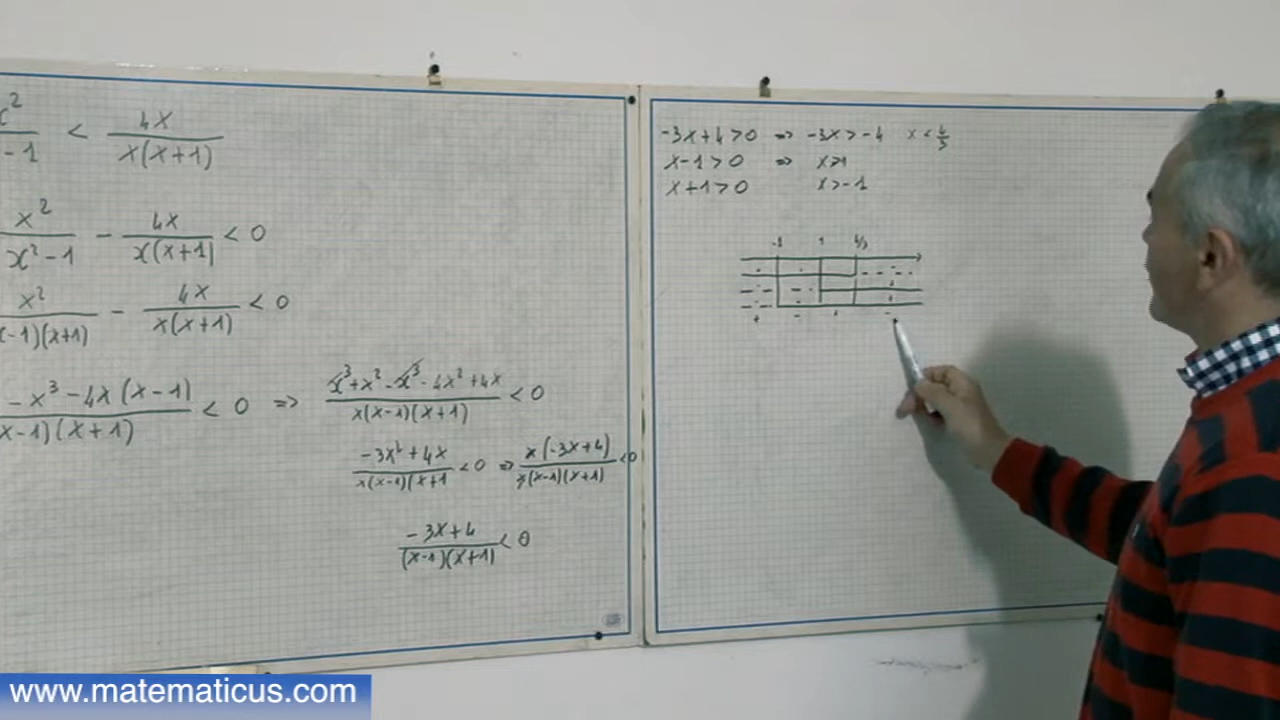 x²/-1 < 4x/x(x+1)
x²/x²-1 - 4x/x(x+1) < 0
x²/(x-1)(x+1) - 4x/x(x+1) < 0
-x³-4x(x-1)/x-1)(x+1) < 0 => x³+x²-x³-4x²+4x/x(x-1)(x+1) < 0
-3x²+4x/x(x-1)(x+1 < 0 => x(-3x+4)/x(x-1)(x+1) < 0
-3x+4/(x-1)(x+1) < 0
-3x+4>0 => -3x>-4 x<4/3
x-1>0 => x>1
x+1>0 x>-1
-1 1 4/3
+ - + -
www.matematicus.com